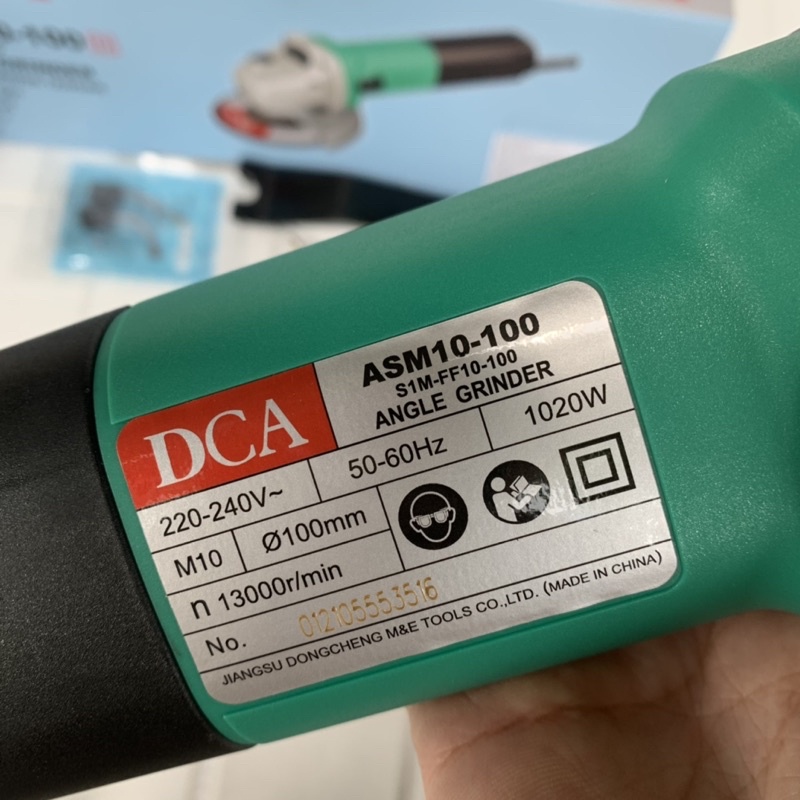 -100
DCA
ASM10-100
S1M-FF10-100
ANGLE GRINDER
220-240V~
50-60Hz
1020W
M10
Ø100mm
n 13000r/min
No. 012105553516
JIANGSU DONGCHENG M&E TOOLS CO.,LTD. (MADE IN CHINA)